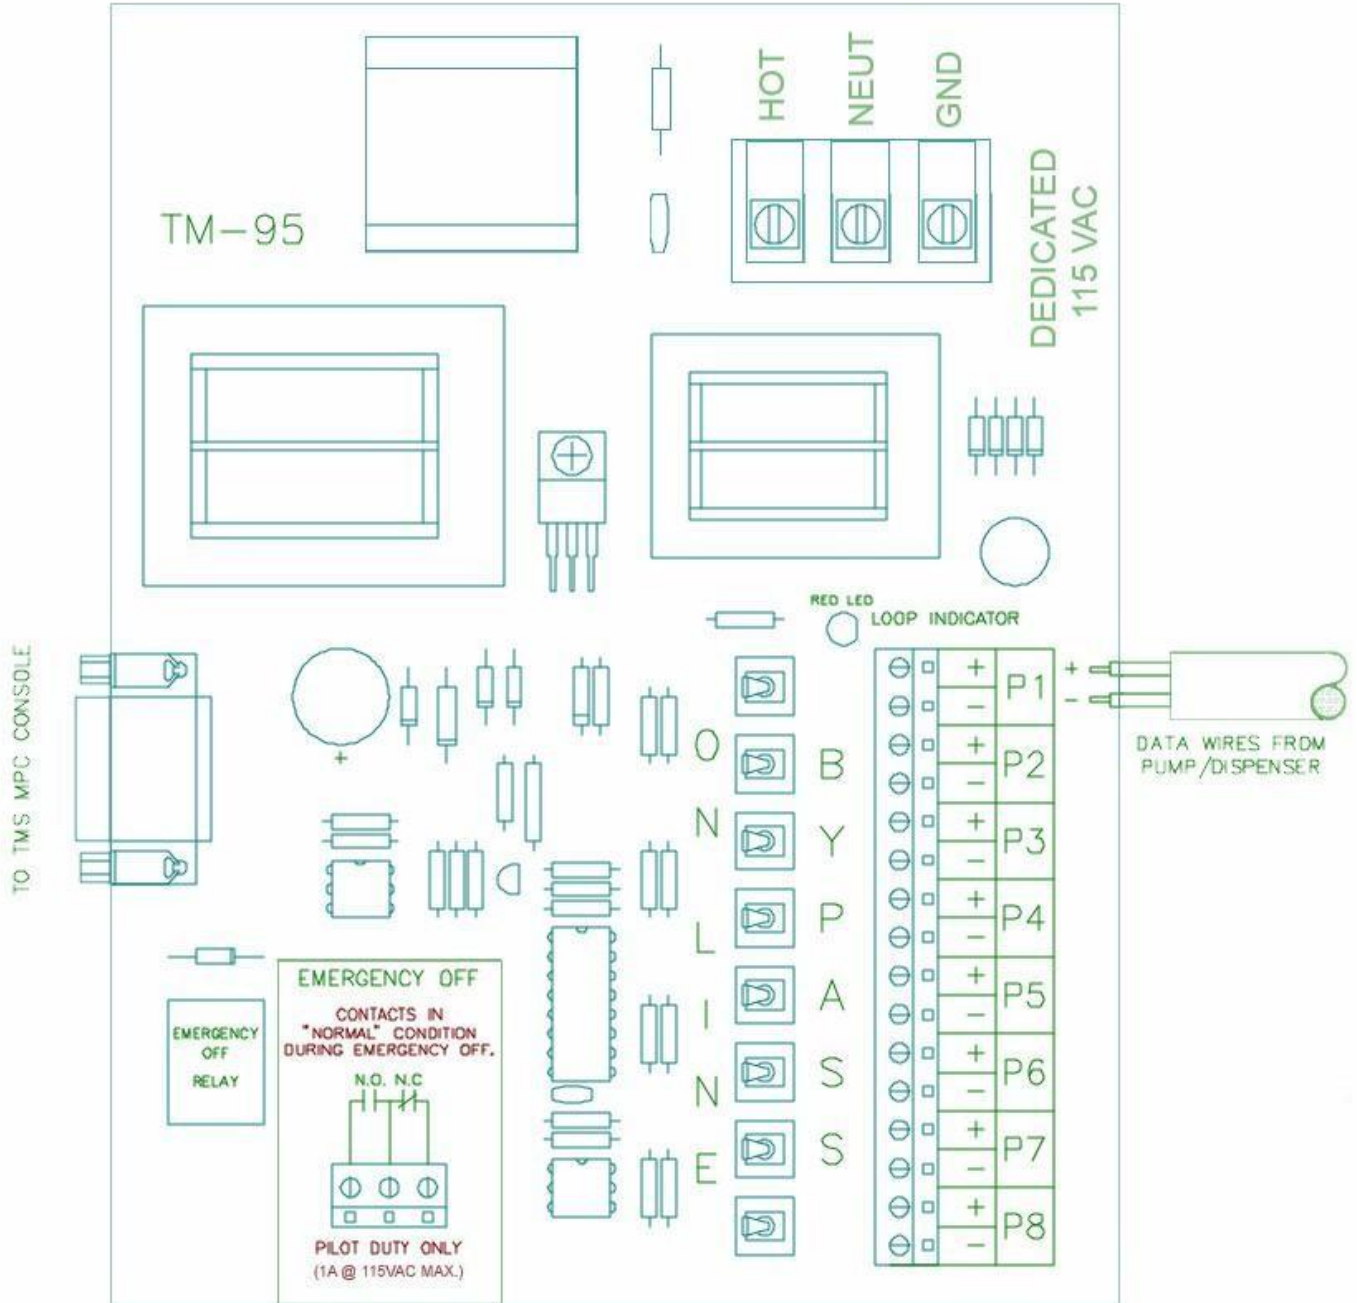 HOT
NEUT
GND
DEDICATED
115 VAC
TM-95
RED LED
LOOP INDICATOR
TO TMS MPC CONSOLE
+
ONLINE
BYPASS
+ P1
-
+ P2
-
+ P3
-
+ P4
-
+ P5
-
+ P6
-
+ P7
-
+ P8
-
+
-
DATA WIRES FROM
PUMP/DISPENSER
EMERGENCY
OFF
RELAY
EMERGENCY OFF
CONTACTS IN
"NORMAL" CONDITION
DURING EMERGENCY OFF.
N.O. N.C
PILOT DUTY ONLY
(1A @ 115VAC MAX.)